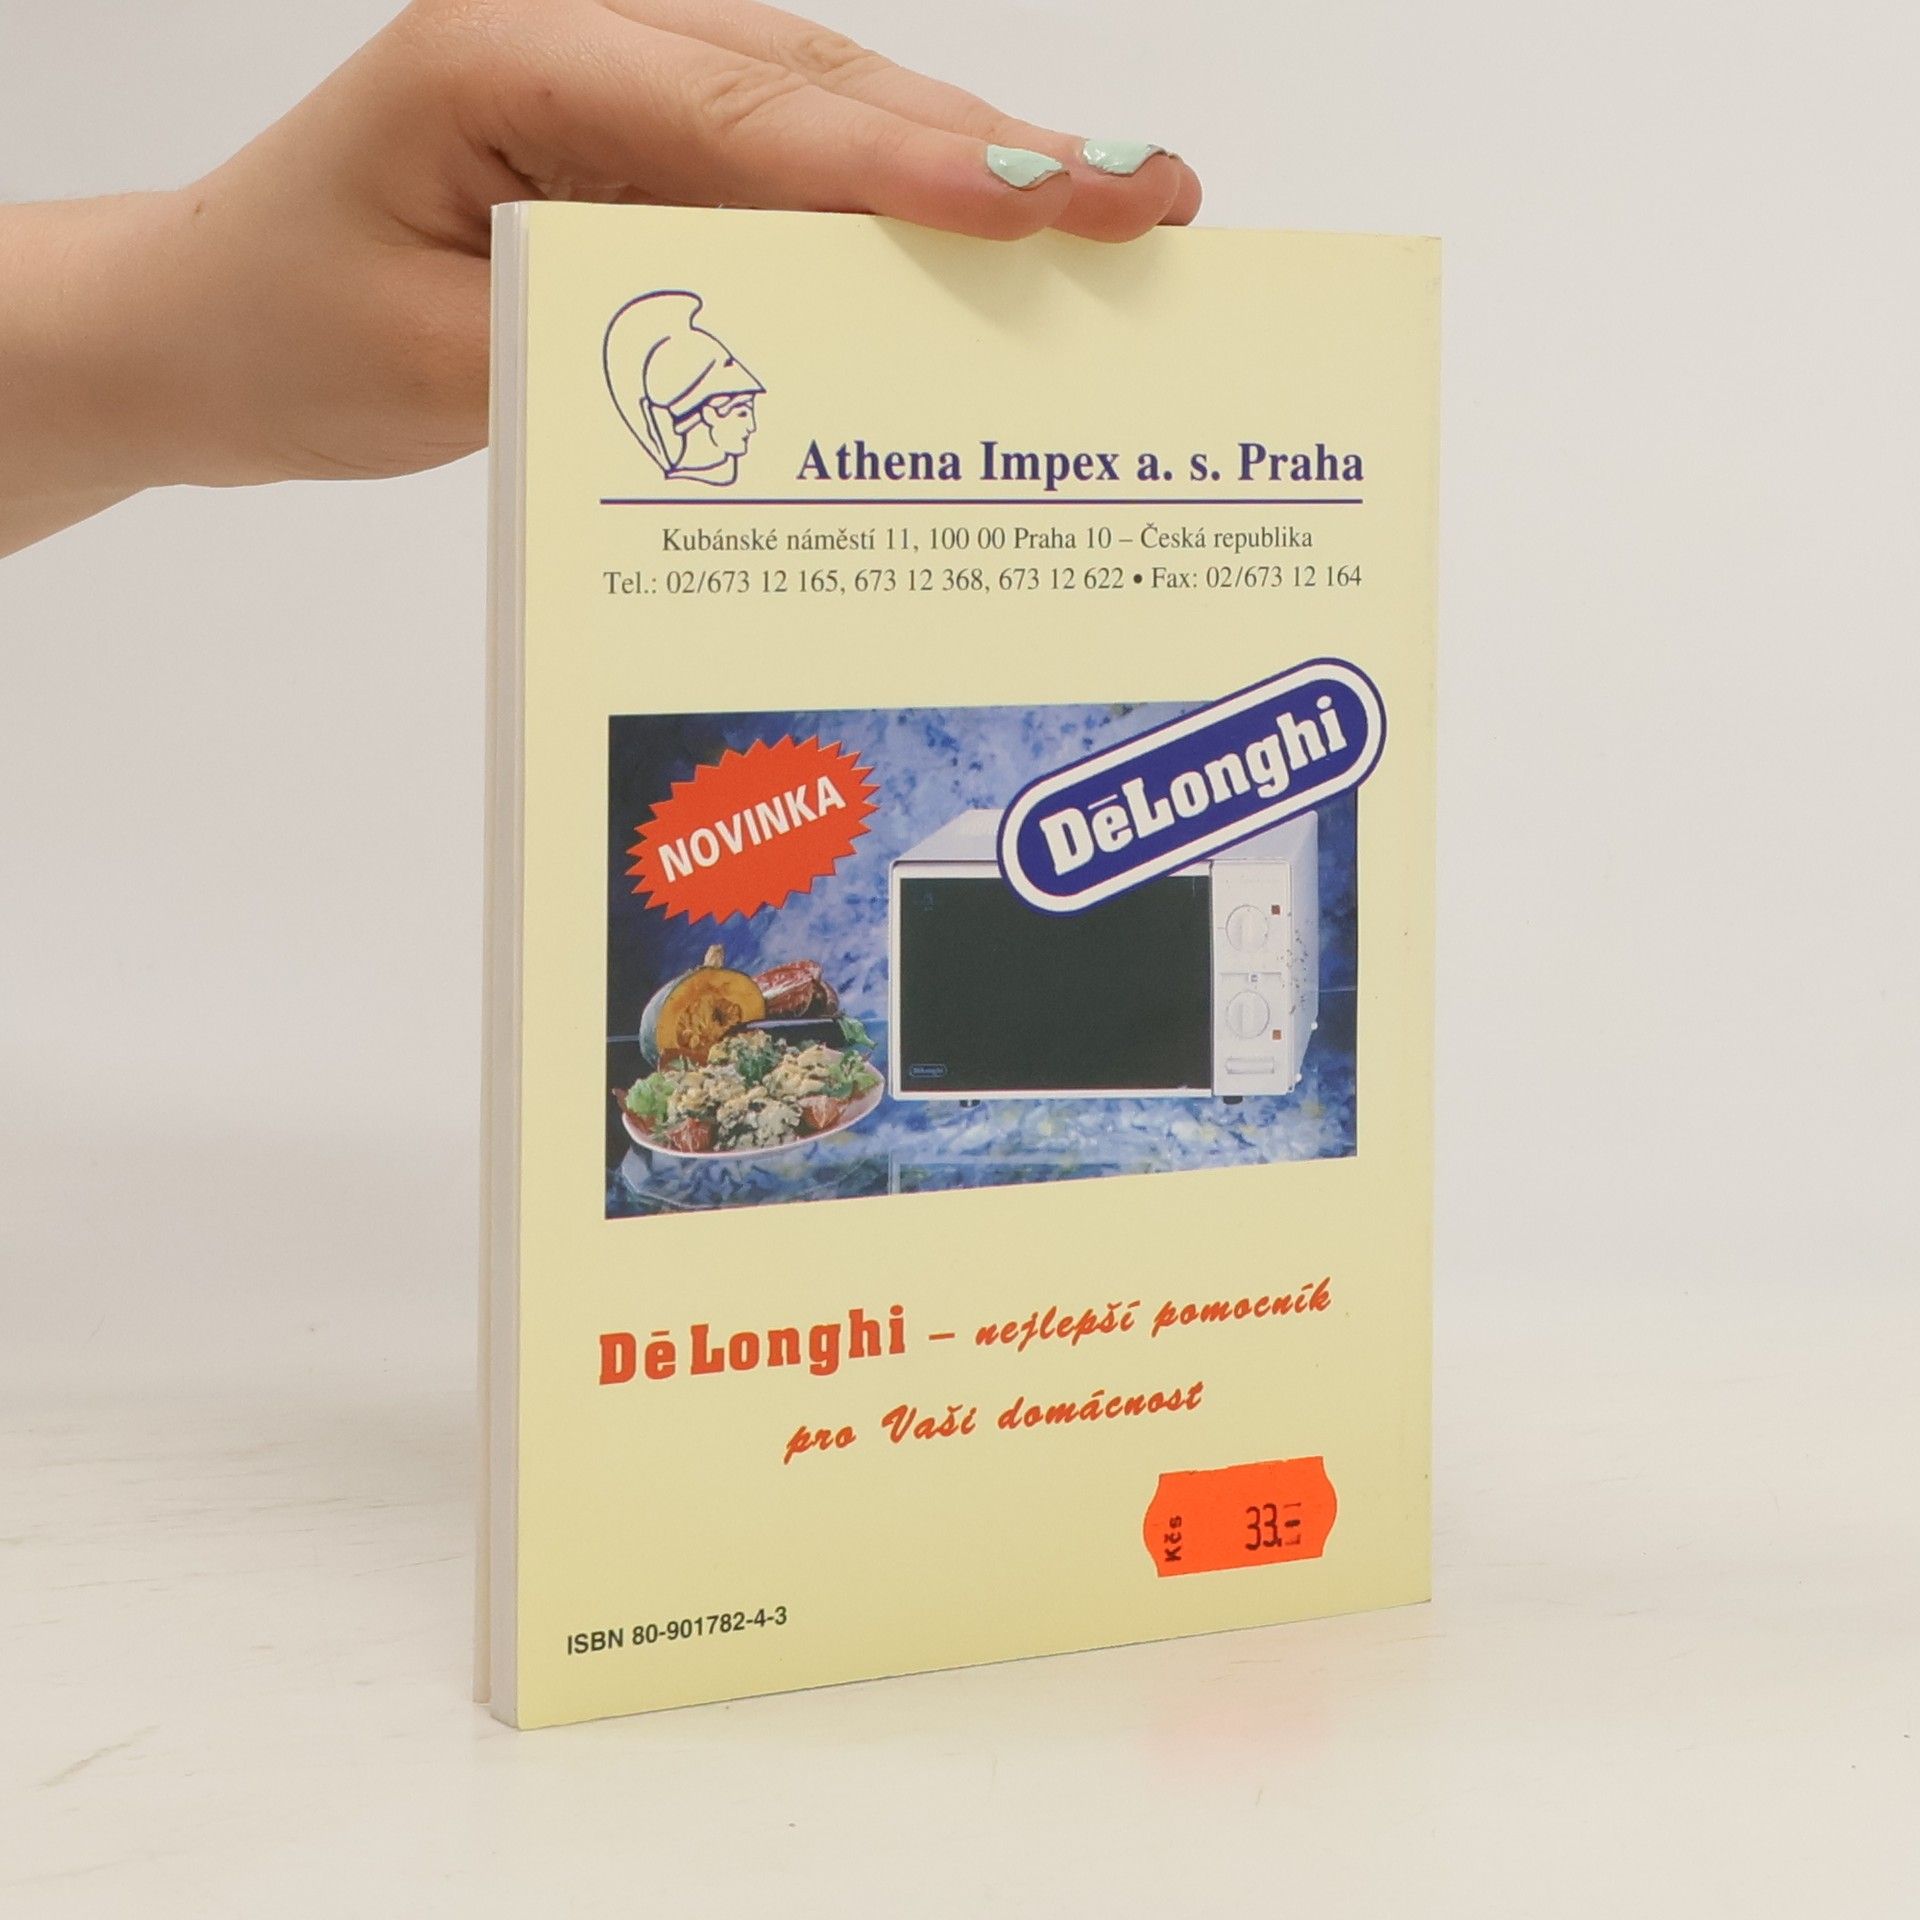 Athena Impex a. s. Praha
Kubánské náměstí 11, 100 00 Praha 10 – Česká republika
Tel.: 02/673 12 165, 673 12 368, 673 12 622 • Fax: 02/673 12 164
NOVINKA
DēLonghi
DēLonghi
DēLonghi – nejlepší pomocník
pro Vaši domácnost
Kčs 33.-
ISBN 80-901782-4-3